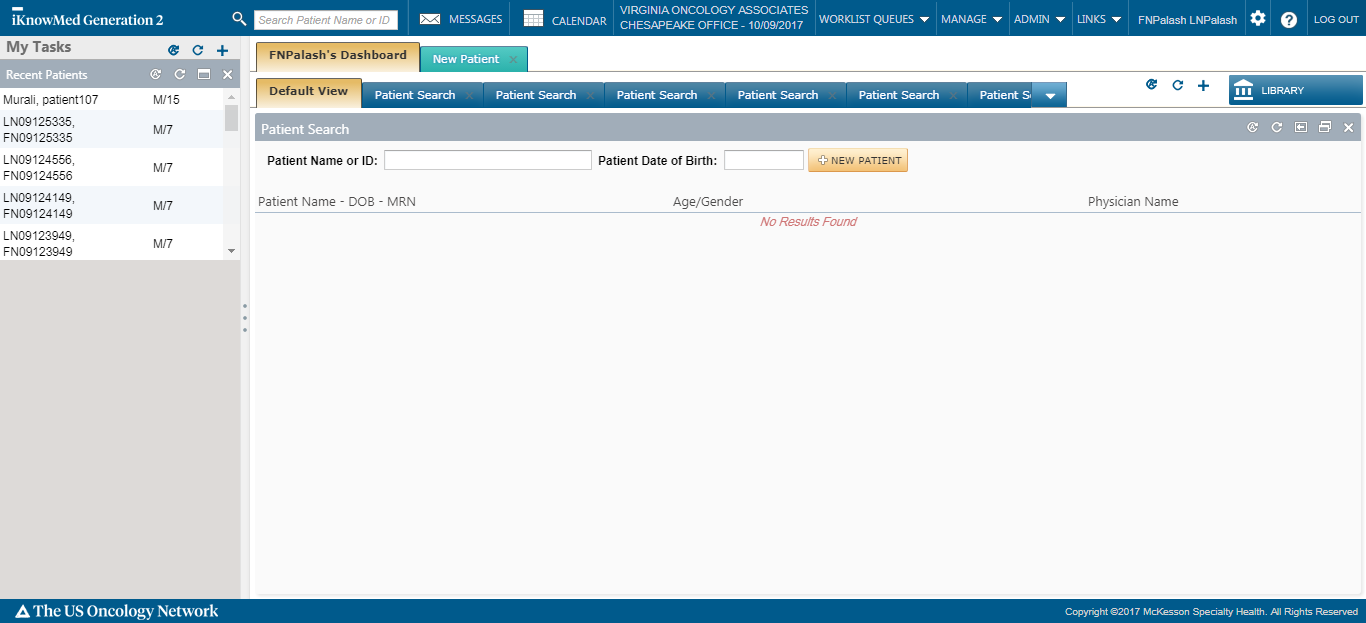 iKnowMed Generation 2
Search Patient Name or ID
MESSAGES
CALENDAR
VIRGINIA ONCOLOGY ASSOCIATES
CHESAPEAKE OFFICE - 10/09/2017
WORKLIST QUEUES
MANAGE
ADMIN
LINKS
FNPalash LNPalash
LOG OUT
My Tasks
Recent Patients
Murali, patient107 M/15
LN09125335,
FN09125335 M/7
LN09124556,
FN09124556 M/7
LN09124149,
FN09124149 M/7
LN09123949,
FN09123949 M/7
FNPalash's Dashboard
New Patient
Default View
Patient Search
Patient Search
Patient Search
Patient Search
Patient Search
Patient S
LIBRARY
Patient Search
Patient Name or ID:
Patient Date of Birth:
NEW PATIENT
Patient Name - DOB - MRN Age/Gender Physician Name
No Results Found
The US Oncology Network
Copyright ©2017 McKesson Specialty Health. All Rights Reserved